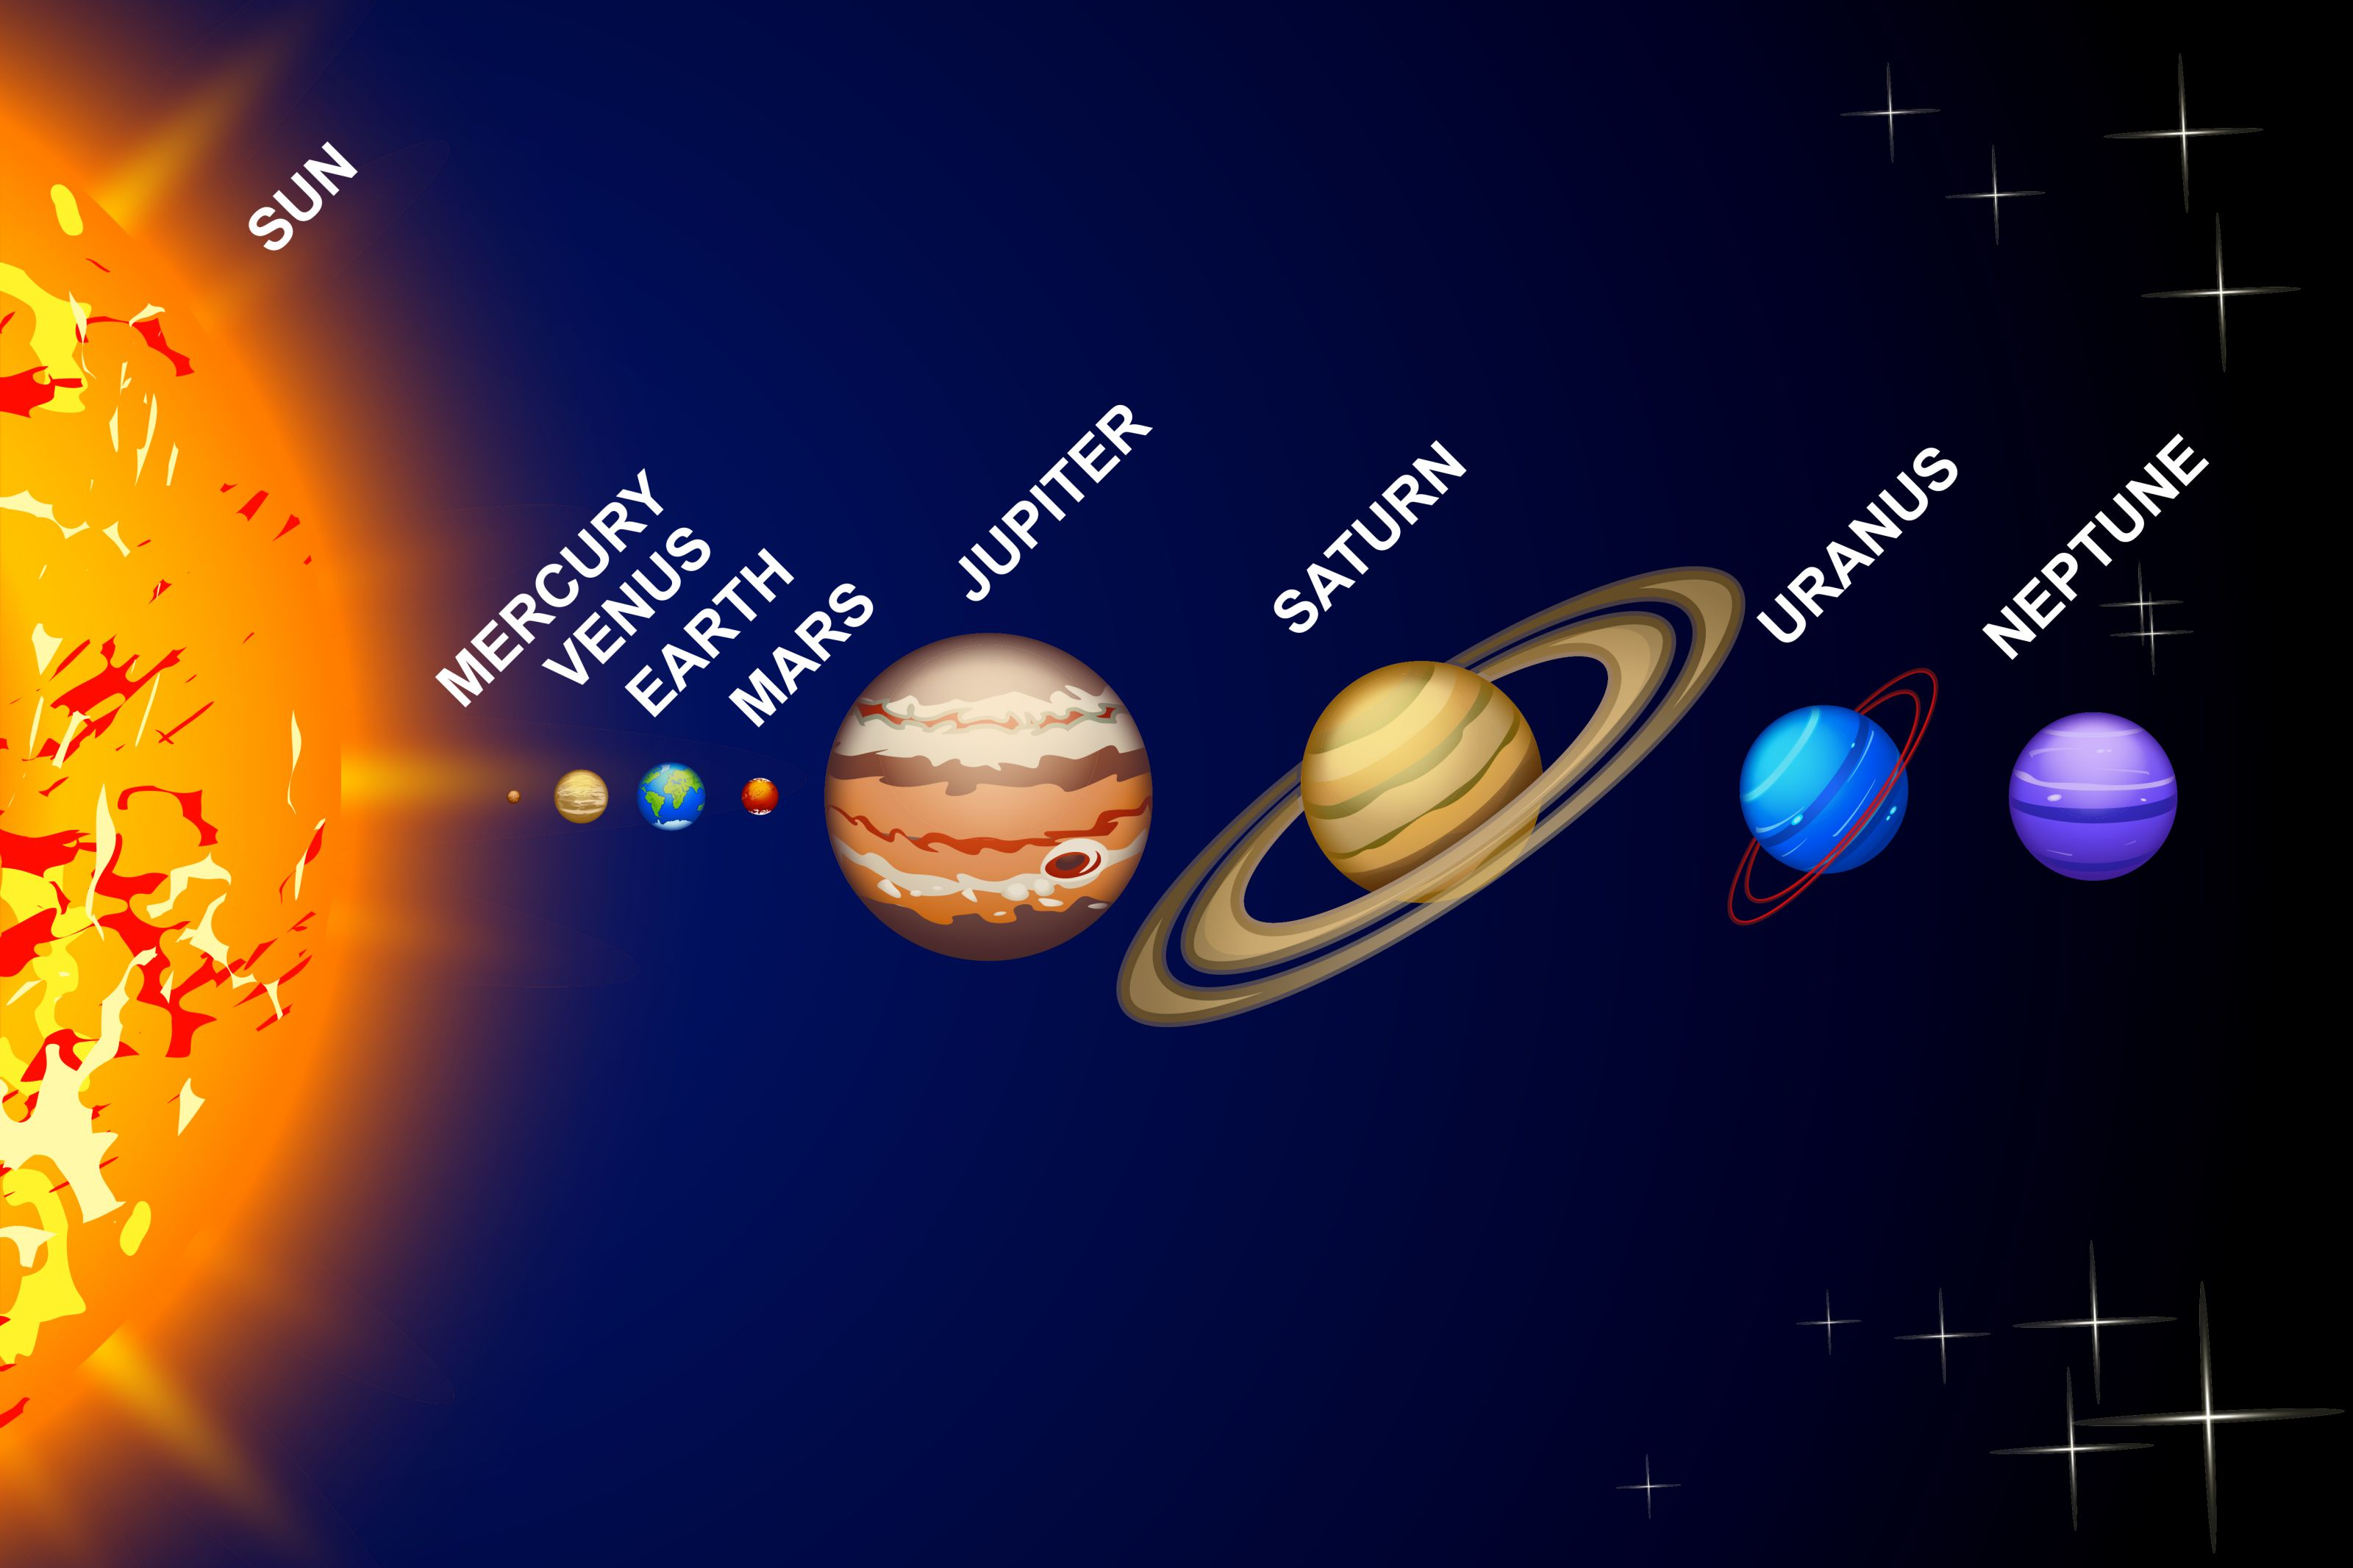 SUN
MERCURY
VENUS
EARTH
MARS
JUPITER
SATURN
URANUS
NEPTUNE